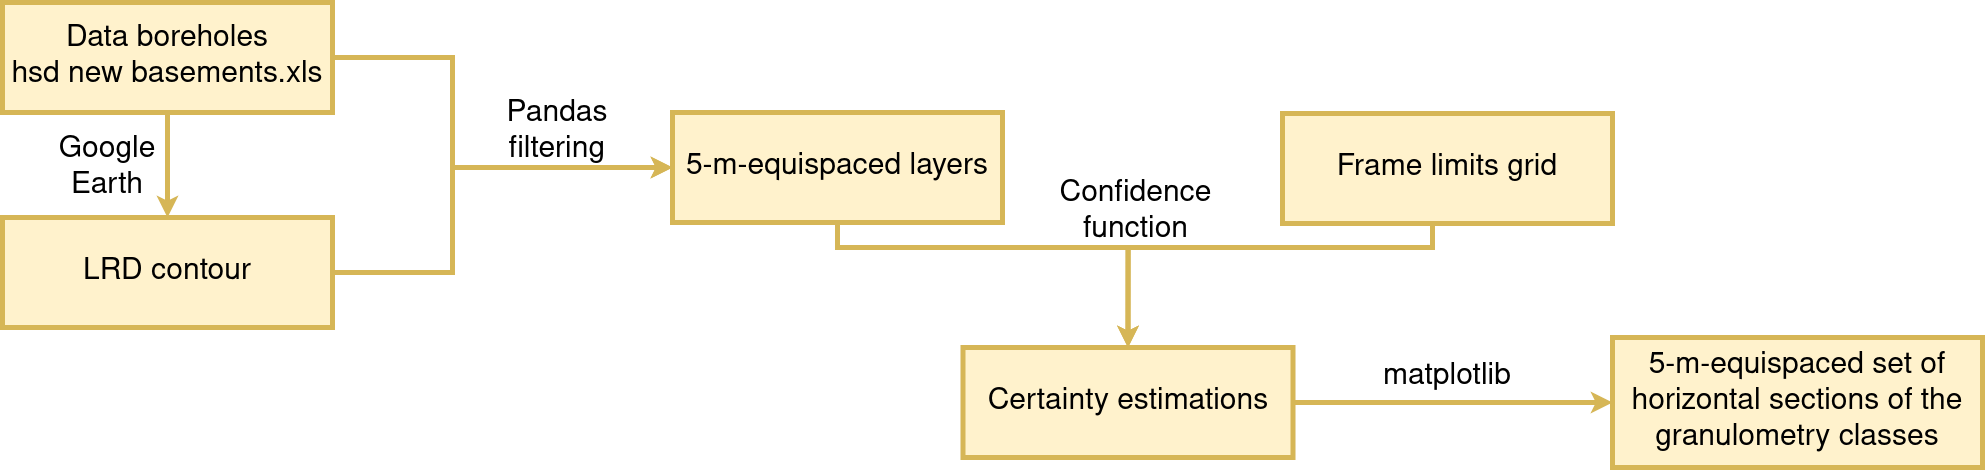 Data boreholes
hsd new basements.xls
Google
Earth
LRD contour
Pandas
filtering
5-m-equispaced layers
Confidence
function
Frame limits grid
Certainty estimations
matplotlib
5-m-equispaced set of
horizontal sections of the
granulometry classes